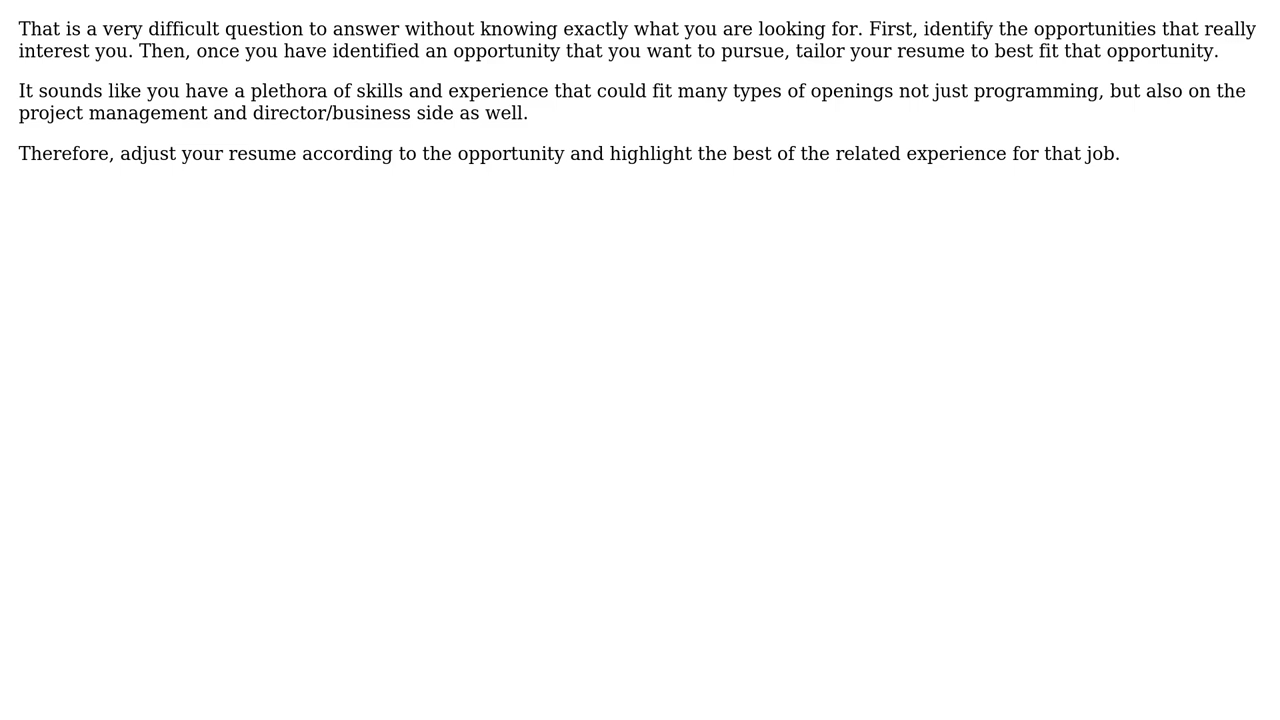 That is a very difficult question to answer without knowing exactly what you are looking for. First, identify the opportunities that really
interest you. Then, once you have identified an opportunity that you want to pursue, tailor your resume to best fit that opportunity.
It sounds like you have a plethora of skills and experience that could fit many types of openings not just programming, but also on the
project management and director/business side as well.
Therefore, adjust your resume according to the opportunity and highlight the best of the related experience for that job.